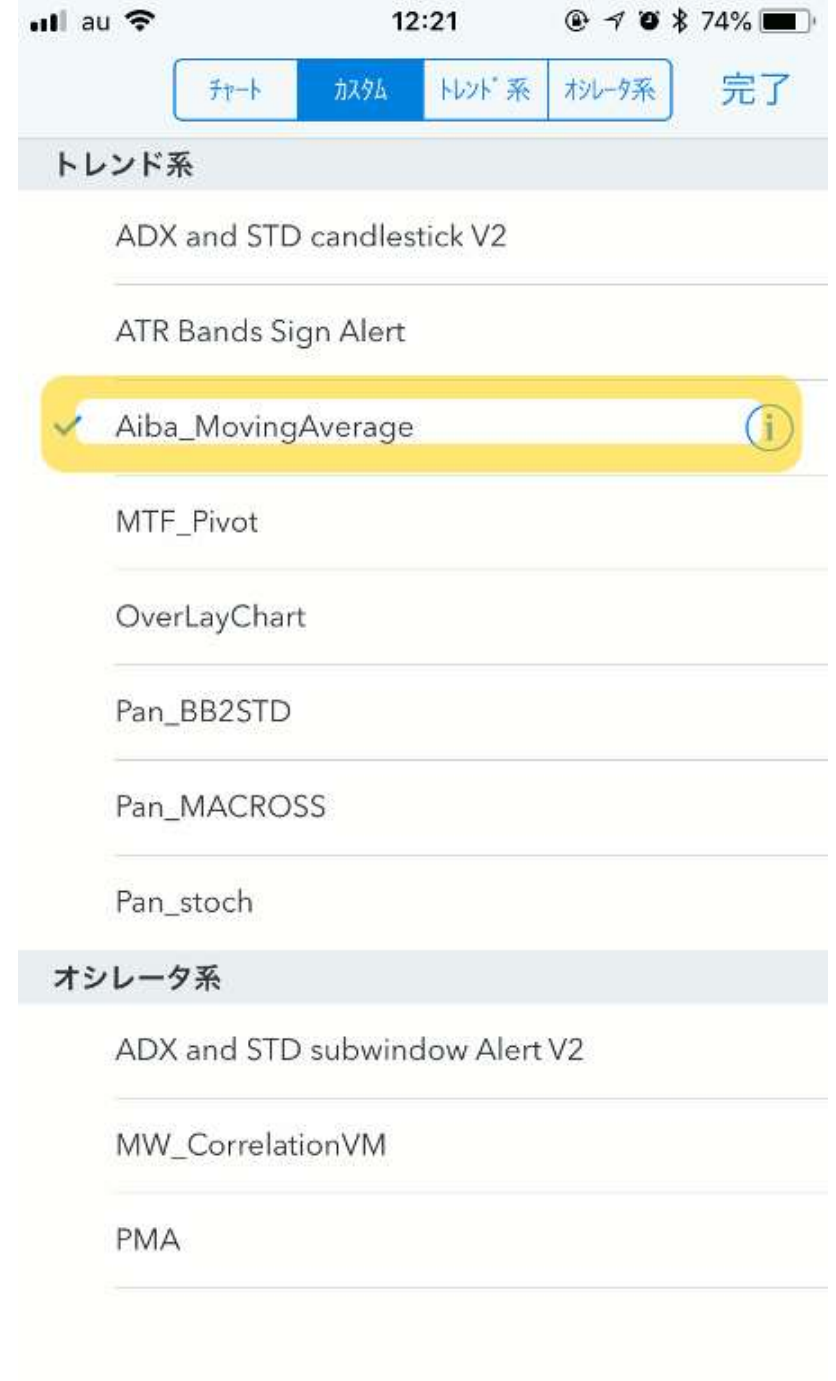 au 12:21 74%
ﾁｬｰﾄ ｶｽﾀﾑ ﾄﾚﾝﾄﾞ系 ｵｼﾚｰﾀ系 完了
トレンド系
ADX and STD candlestick V2
ATR Bands Sign Alert
Aiba_MovingAverage
MTF_Pivot
OverLayChart
Pan_BB2STD
Pan_MACROSS
Pan_stoch
オシレータ系
ADX and STD subwindow Alert V2
MW_CorrelationVM
PMA